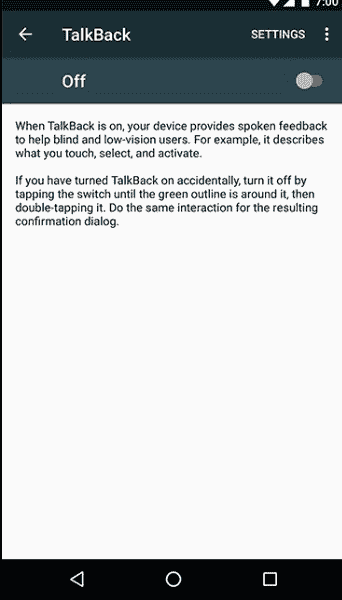 7:00
TalkBack SETTINGS
Off
When TalkBack is on, your device provides spoken feedback
to help blind and low-vision users. For example, it describes
what you touch, select, and activate.
If you have turned TalkBack on accidentally, turn it off by
tapping the switch until the green outline is around it, then
double-tapping it. Do the same interaction for the resulting
confirmation dialog.